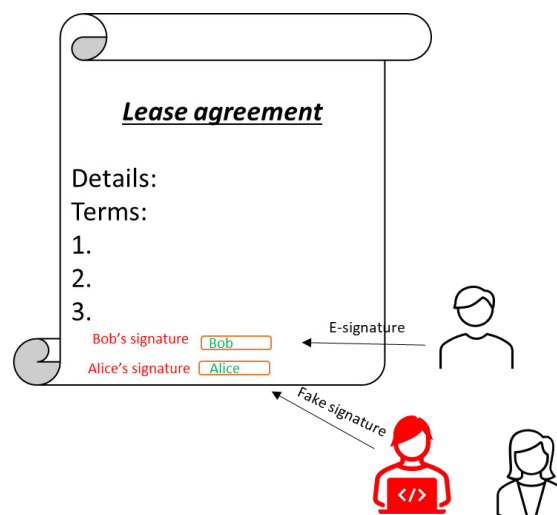 Lease agreement
Details:
Terms:
1.
2.
3.
Bob's signature Bob
E-signature
Alice's signature Alice
Fake signature
</>